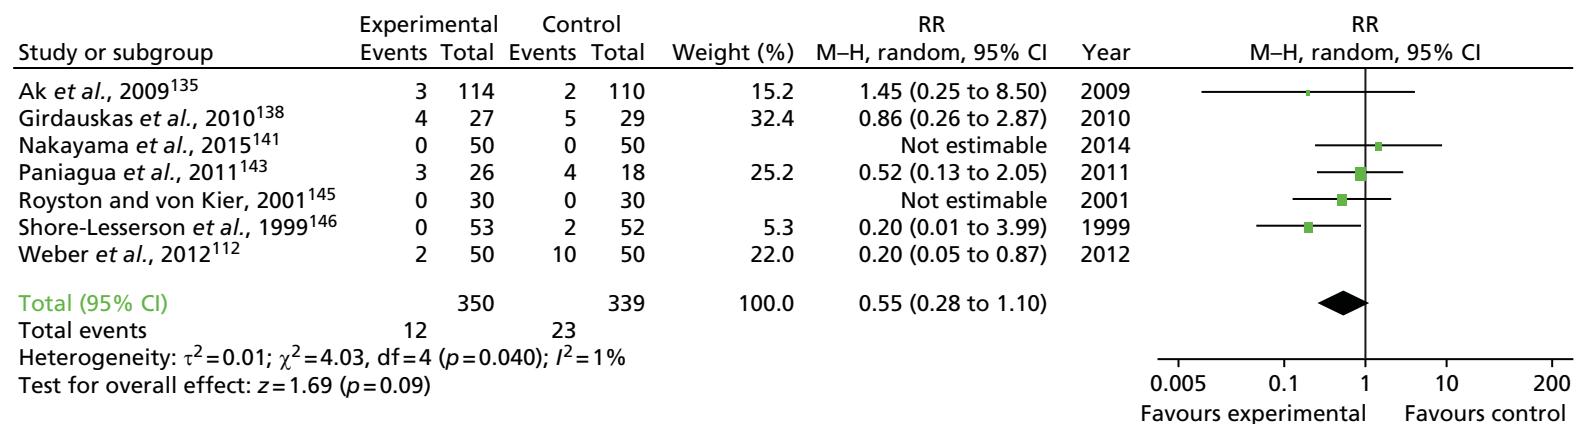 Experimental Control RR RR
Study or subgroup Events Total Events Total Weight (%) M–H, random, 95% CI Year M–H, random, 95% CI
Ak et al., 2009¹³⁵ 3 114 2 110 15.2 1.45 (0.25 to 8.50) 2009
Girdauskas et al., 2010¹³⁸ 4 27 5 29 32.4 0.86 (0.26 to 2.87) 2010
Nakayama et al., 2015¹⁴¹ 0 50 0 50 Not estimable 2014
Paniagua et al., 2011¹⁴³ 3 26 4 18 25.2 0.52 (0.13 to 2.05) 2011
Royston and von Kier, 2001¹⁴⁵ 0 30 0 30 Not estimable 2001
Shore-Lesserson et al., 1999¹⁴⁶ 0 53 2 52 5.3 0.20 (0.01 to 3.99) 1999
Weber et al., 2012¹¹² 2 50 10 50 22.0 0.20 (0.05 to 0.87) 2012
Total (95% CI) 350 339 100.0 0.55 (0.28 to 1.10)
Total events 12 23
Heterogeneity: τ²=0.01; χ²=4.03, df=4 (p=0.040); I²=1%
Test for overall effect: z=1.69 (p=0.09)
0.005 0.1 1 10 200
Favours experimental Favours control